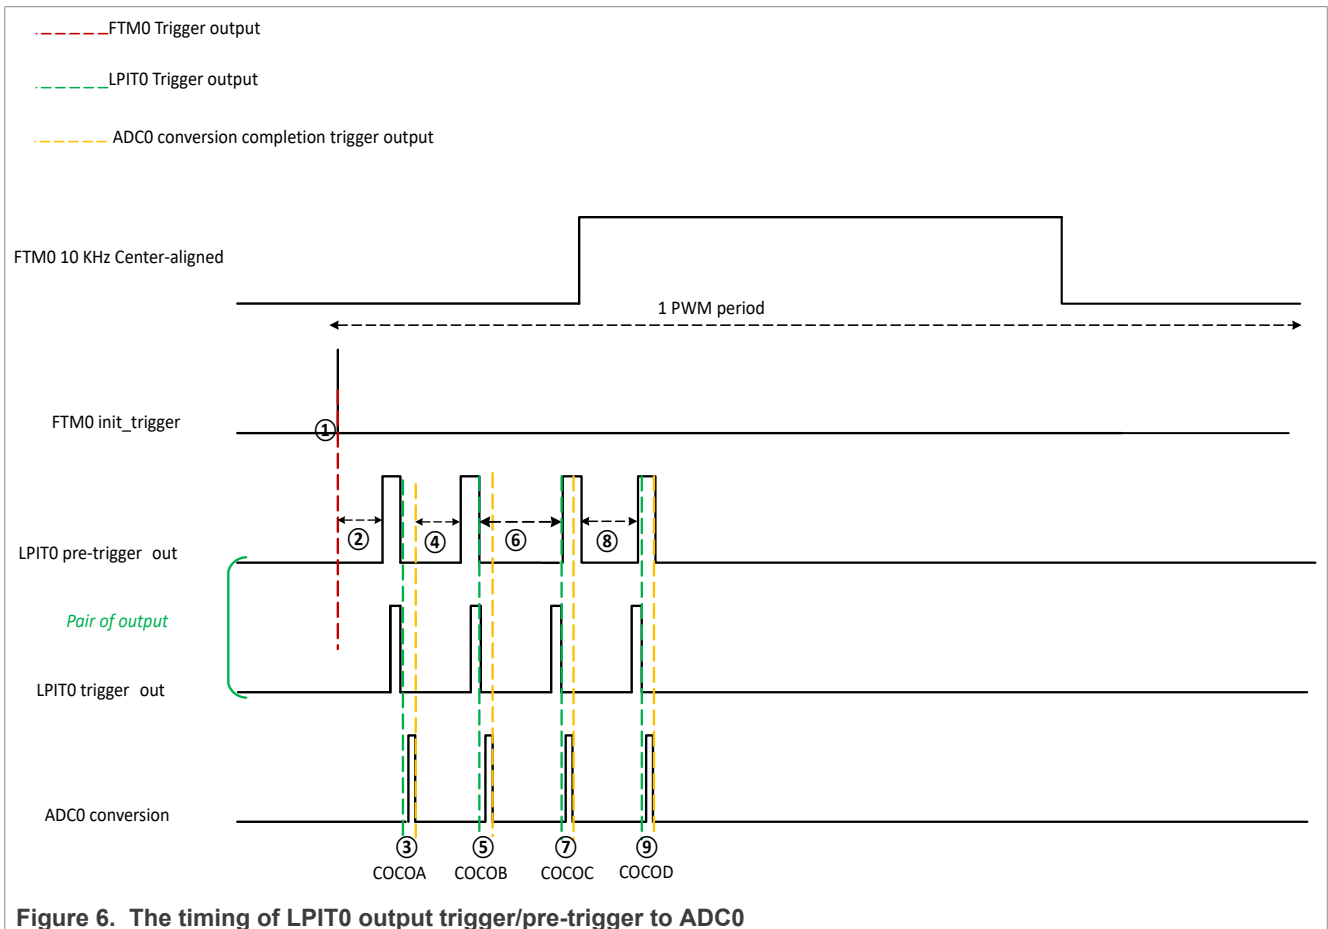 FTM0 Trigger output
LPIT0 Trigger output
ADC0 conversion completion trigger output
FTM0 10 KHz Center-aligned
1 PWM period
FTM0 init_trigger
①
②
④
⑥
⑧
LPIT0 pre-trigger out
Pair of output
LPIT0 trigger out
ADC0 conversion
③
⑤
⑦
⑨
COCOA
COCOB
COCOC
COCOD
Figure 6. The timing of LPIT0 output trigger/pre-trigger to ADC0